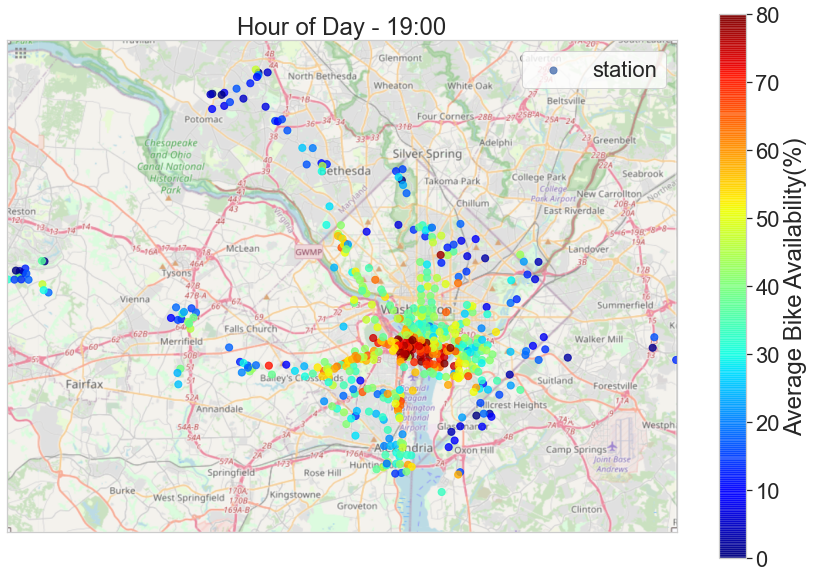 Hour of Day - 19:00
station
Travilah
Glenmont
North Bethesda
Wheaton
White Oak
Beltsville
Potomac
Four Corners
Chesapeake
and Ohio
Canal National
Historical
Park
Silver Spring
Adelphi
Greenbelt
Bethesda
College Park
Seabrook
Takoma Park
College
Park Airport
New Carrollton
Maryland
Chillum
East Riverdale
Reston
McLean
GWMP
Landover
Tysons
Vienna
Washington
Summerfield
Falls Church
Merrifield
Walker Mill
Bailey's Crossroads
Fairfax
Suitland
Forestville
Annandale
Ronald
Reagan
Washington
National
Airport
Hillcrest Heights
Glassmanor
Westph
Alexandria
Oxon Hill
Camp Springs
Joint Base
Andrews
Springfield
Rose Hill
Hunting
Burke
West Springfield
Kingstowne
Groveton
Clinton
80
70
60
50
40
30
20
10
0
Average Bike Availability(%)